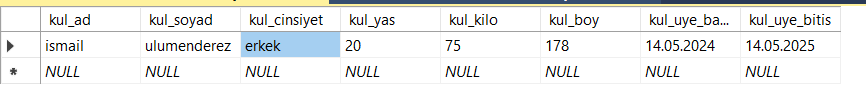 kul_ad kul_soyad kul_cinsiyet kul_yas kul_kilo kul_boy kul_uye_ba... kul_uye_bitis
ismail ulumenderez erkek 20 75 178 14.05.2024 14.05.2025
NULL NULL NULL NULL NULL NULL NULL NULL